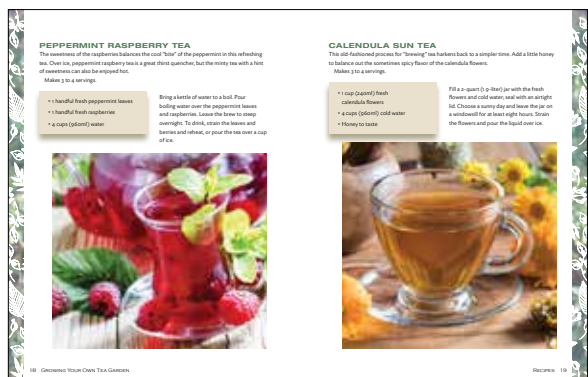 PEPPERMINT RASPBERRY TEA
The sweetness of the raspberries balances the cool "bite" of the peppermint in this refreshing
tea. Over ice, peppermint raspberry tea is a great thirst quencher, but the minty tea with a hint
of sweetness can also be enjoyed hot.
Makes 3 to 4 servings.
• 1 handful fresh peppermint leaves
• 1 handful fresh raspberries
• 4 cups (960ml) water
Bring a kettle of water to a boil. Pour
boiling water over the peppermint leaves
and raspberries. Leave the brew to steep
overnight. To drink, strain the leaves and
berries and reheat, or pour the tea over a cup
of ice.
18 GROWING YOUR OWN TEA GARDEN
CALENDULA SUN TEA
This old-fashioned process for "brewing" tea harkens back to a simpler time. Add a little honey
to balance out the sometimes spicy flavor of the calendula flowers.
Makes 3 to 4 servings.
• 1 cup (240ml) fresh
calendula flowers
• 4 cups (960ml) cold water
• Honey to taste
Fill a 2-quart (1.9-liter) jar with the fresh
flowers and cold water; seal with an airtight
lid. Choose a sunny day and leave the jar on
a windowsill for at least eight hours. Strain
the flowers and pour the liquid over ice.
RECIPES 19